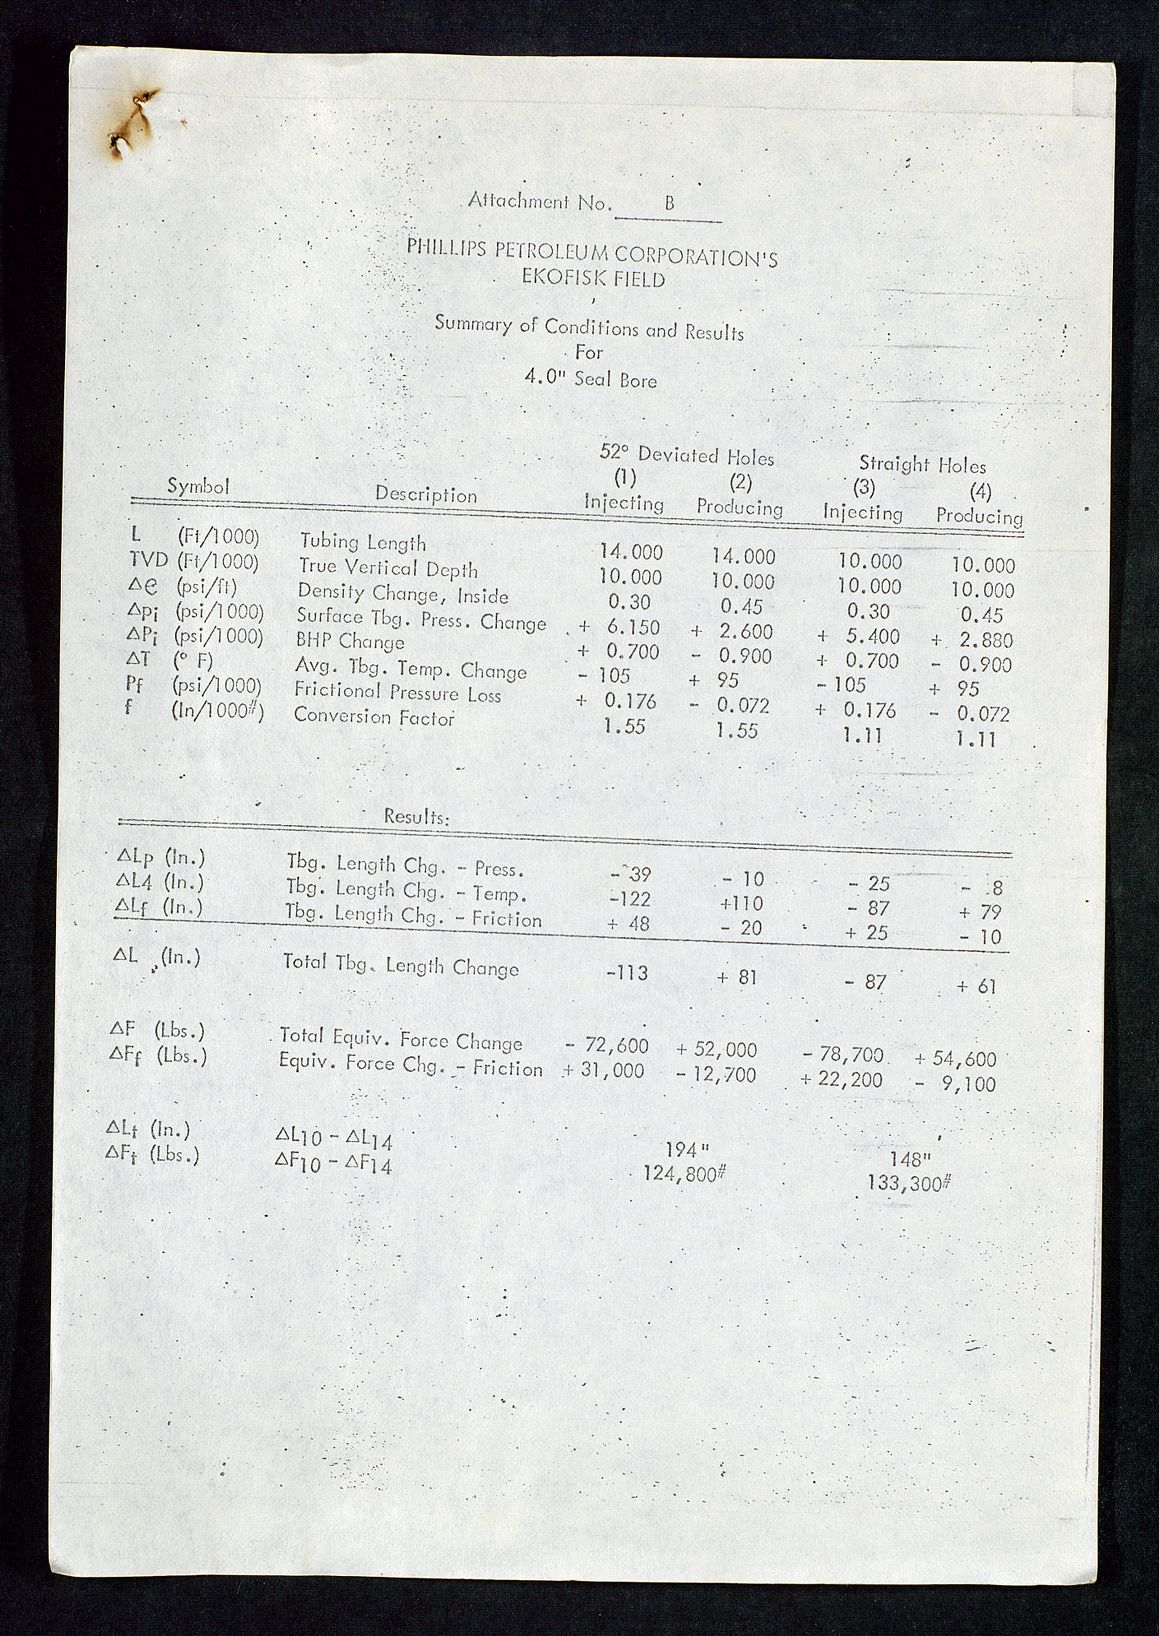 Attachment No. B
PHILLIPS PETROLEUM CORPORATION'S
EKOFISK FIELD
Summary of Conditions and Results
For
4.0" Seal Bore
52° Deviated Holes Straight Holes
(1) (2) (3) (4)
Symbol Description Injecting Producing Injecting Producing
L (Ft/1000) Tubing Length 14.000 14.000 10.000 10.000
TVD (Ft/1000) True Vertical Depth 10.000 10.000 10.000 10.000
Δρ (psi/ft) Density Change, Inside 0.30 0.45 0.30 0.45
Δpi (psi/1000) Surface Tbg. Press. Change + 6.150 + 2.600 + 5.400 + 2.880
ΔPi (psi/1000) BHP Change + 0.700 - 0.900 + 0.700 - 0.900
ΔT (° F) Avg. Tbg. Temp. Change - 105 + 95 - 105 + 95
Pf (psi/1000) Frictional Pressure Loss + 0.176 - 0.072 + 0.176 - 0.072
f (In/1000#) Conversion Factor 1.55 1.55 1.11 1.11
Results:
ΔLp (In.) Tbg. Length Chg. - Press. - 39 - 10 - 25 - 8
ΔL4 (In.) Tbg. Length Chg. - Temp. -122 +110 - 87 + 79
ΔLf (In.) Tbg. Length Chg. - Friction + 48 - 20 + 25 - 10
ΔL (In.) Total Tbg. Length Change -113 + 81 - 87 + 61
ΔF (Lbs.) Total Equiv. Force Change - 72,600 + 52,000 - 78,700 + 54,600
ΔFf (Lbs.) Equiv. Force Chg. - Friction + 31,000 - 12,700 + 22,200 - 9,100
ΔLt (In.) ΔL10 - ΔL14 194" 148"
ΔFt (Lbs.) ΔF10 - ΔF14 124,800# 133,300#